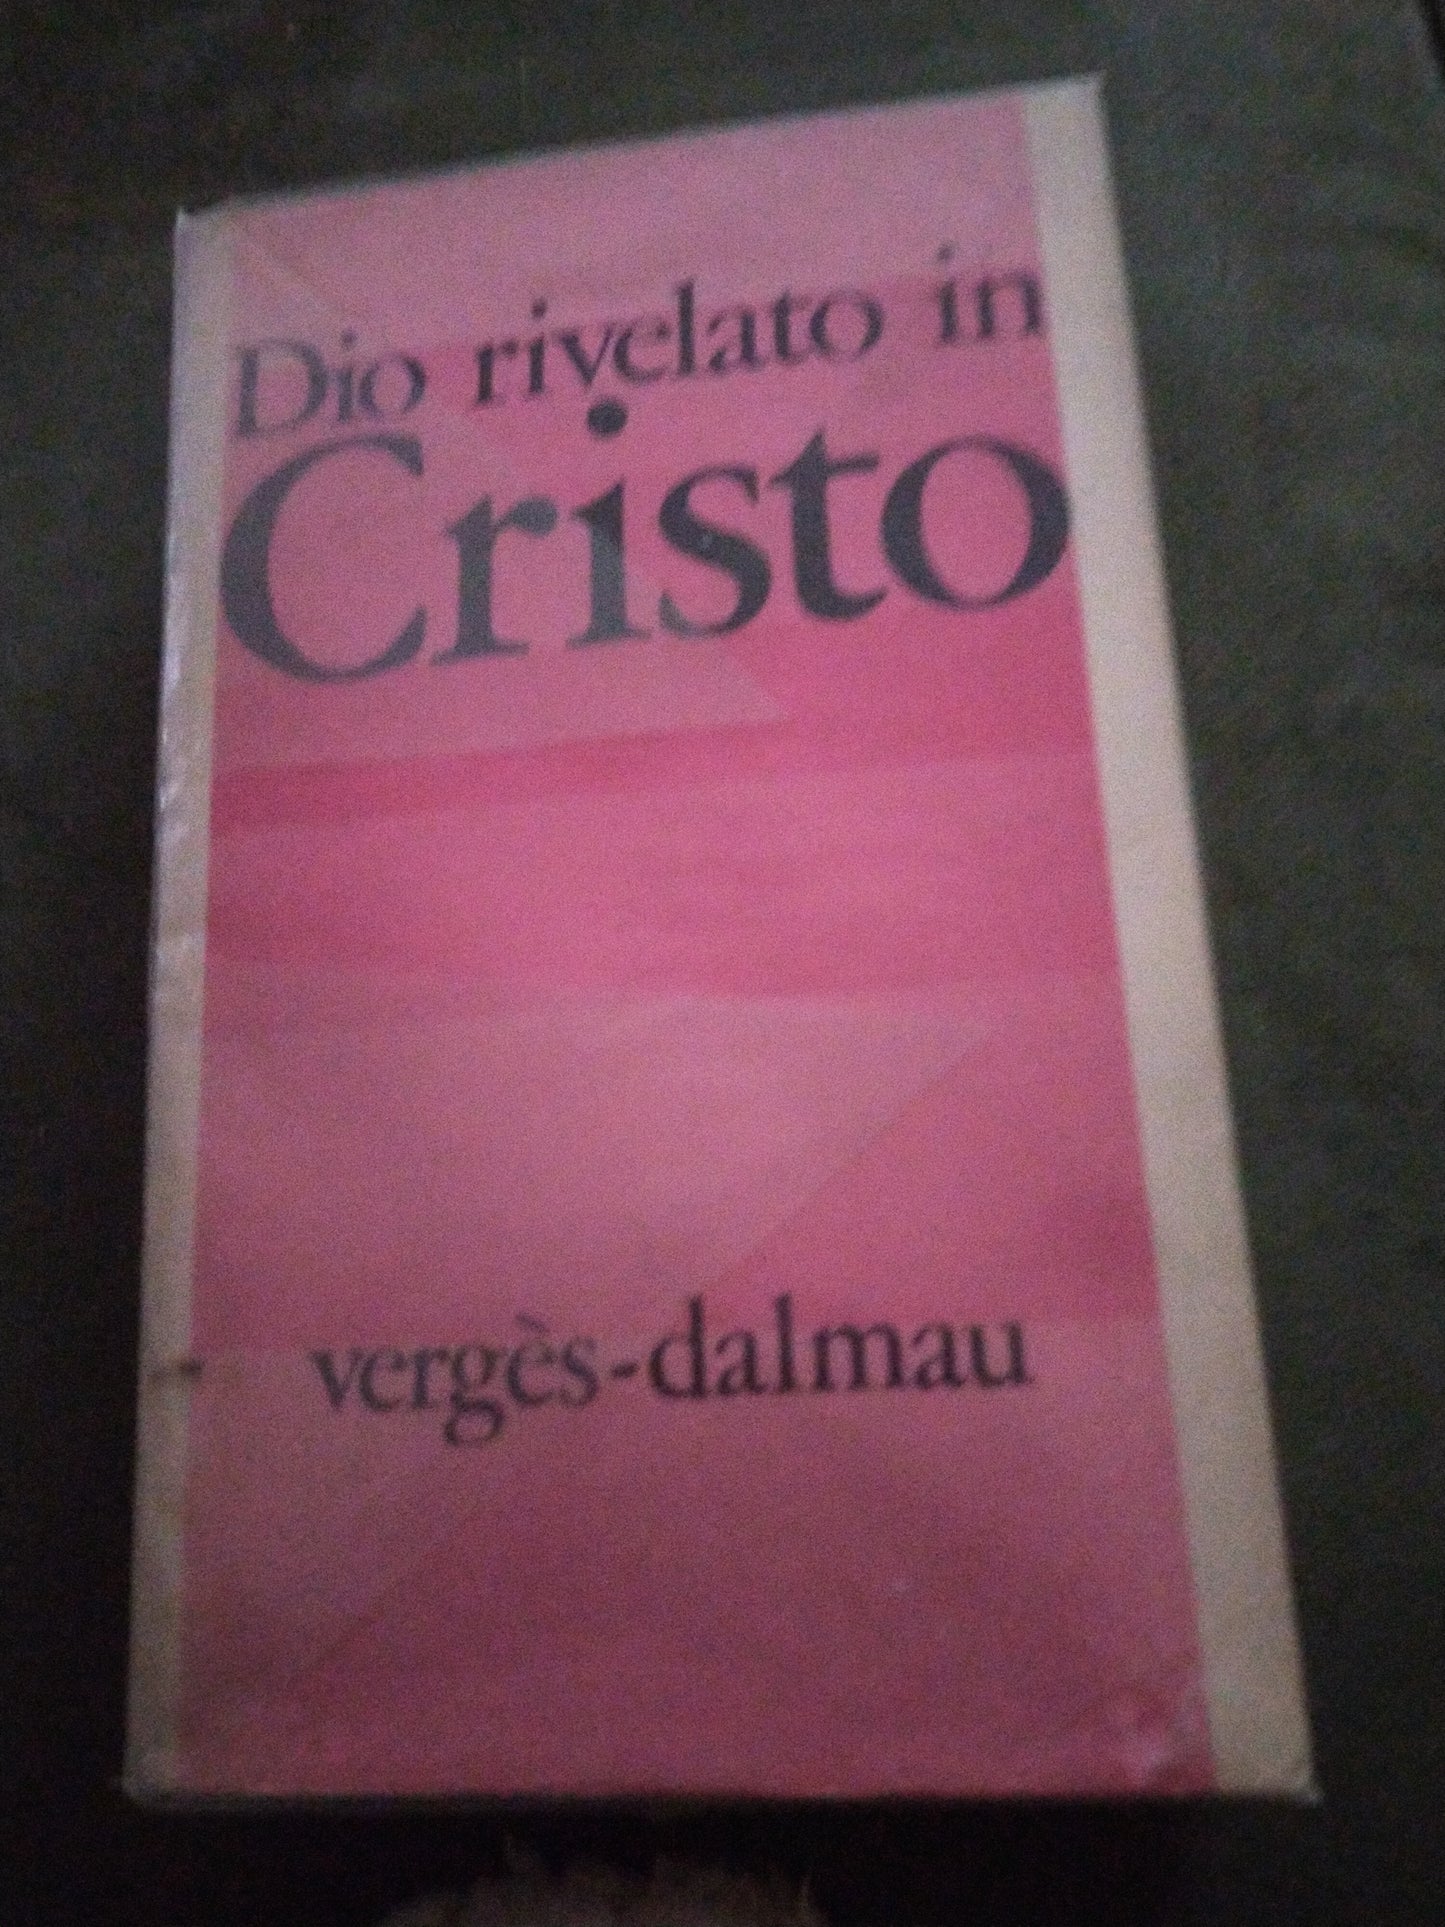 Dio rivelato in
Cristo
vergès-dalmau